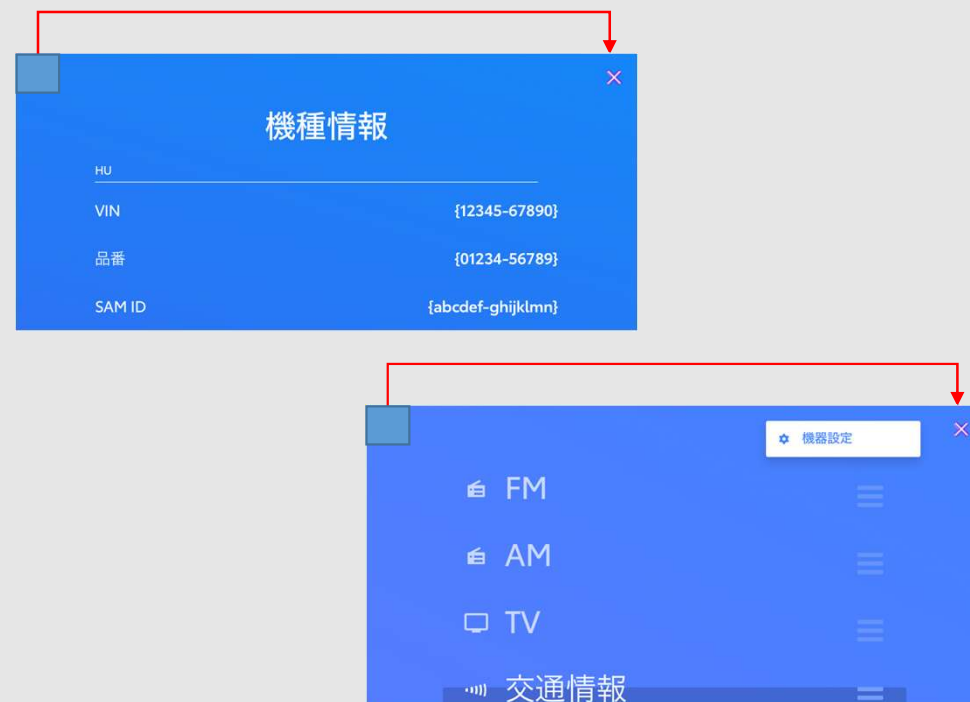 機種情報
HU
VIN {12345-67890}
品番 {01234-56789}
SAM ID {abcdef-ghijklmn}
機器設定
FM
AM
TV
交通情報